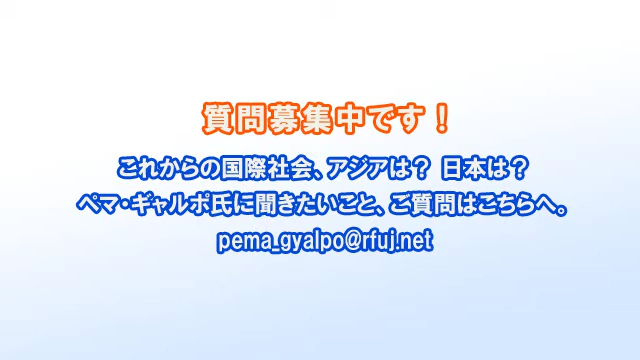 質問募集中です！
これからの国際社会、アジアは？ 日本は？
ペマ・ギャルポ氏に聞きたいこと、ご質問はこちらへ。
pema_gyalpo@rfuj.net